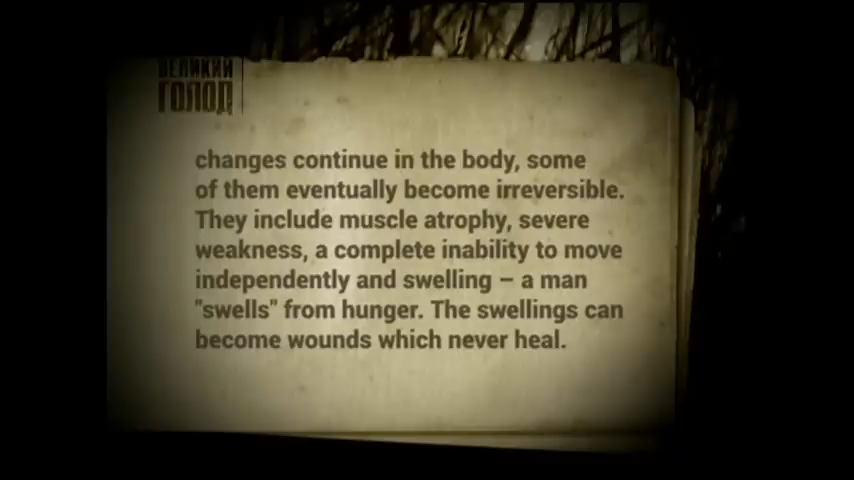 ВЕЛИКИЙ
ГОЛОД
changes continue in the body, some
of them eventually become irreversible.
They include muscle atrophy, severe
weakness, a complete inability to move
independently and swelling – a man
"swells" from hunger. The swellings can
become wounds which never heal.